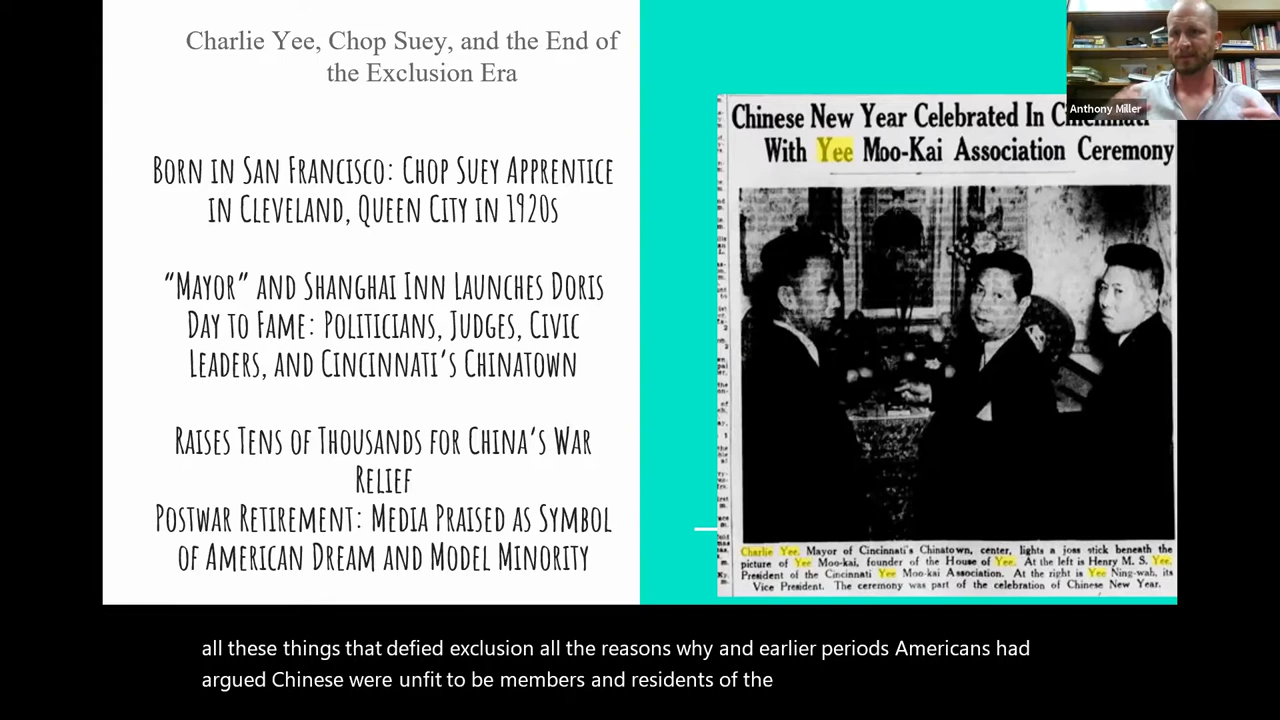 Charlie Yee, Chop Suey, and the End of
the Exclusion Era
Born in San Francisco: Chop Suey Apprentice
in Cleveland, Queen City in 1920s
“Mayor” and Shanghai Inn Launches Doris
Day to Fame: Politicians, Judges, Civic
Leaders, and Cincinnati’s Chinatown
Raises Tens of Thousands for China’s War
Relief
Postwar Retirement: Media Praised as Symbol
of American Dream and Model Minority
Anthony Miller
Chinese New Year Celebrated In Cincinnati
With Yee Moo-Kai Association Ceremony
Charlie Yee, Mayor of Cincinnati's Chinatown, center, lights a joss stick beneath the
picture of Yee Moo-kai, founder of the House of Yee. At the left is Henry M. S. Yee,
President of the Cincinnati Yee Moo-kai Association. At the right is Yee Ning-wah, its
Vice President. The ceremony was part of the celebration of Chinese New Year.
all these things that defied exclusion all the reasons why and earlier periods Americans had
argued Chinese were unfit to be members and residents of the